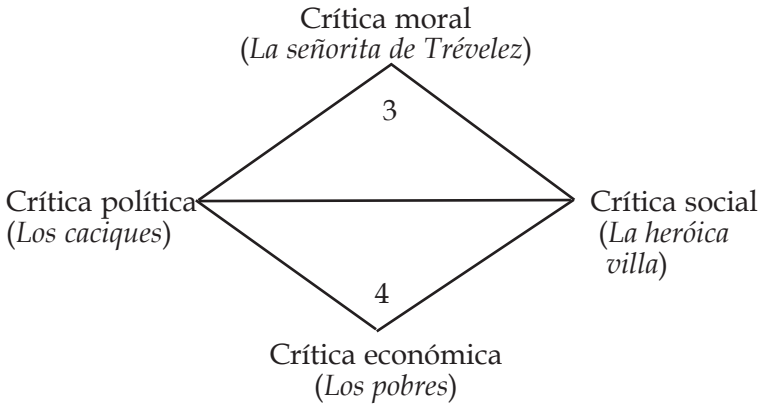 Crítica moral
(La señorita de Trévelez)
3
Crítica política
(Los caciques)
Crítica social
(La heróica
villa)
4
Crítica económica
(Los pobres)